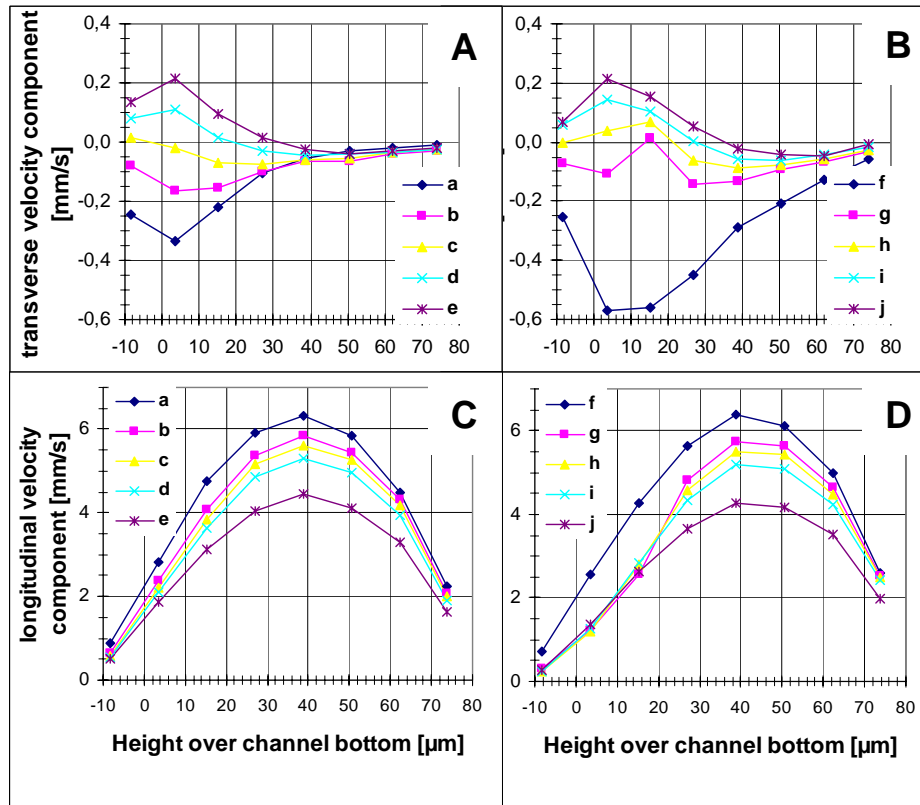 transverse velocity component
[mm/s]
0,4
0,2
0,0
-0,2
-0,4
-0,6
-10 0 10 20 30 40 50 60 70 80
A
a
b
c
d
e
0,4
0,2
0,0
-0,2
-0,4
-0,6
-10 0 10 20 30 40 50 60 70 80
B
f
g
h
i
j
longitudinal velocity
component [mm/s]
6
4
2
0
-10 0 10 20 30 40 50 60 70 80
Height over channel bottom [µm]
C
a
b
c
d
e
6
4
2
0
-10 0 10 20 30 40 50 60 70 80
Height over channel bottom [µm]
D
f
g
h
i
j